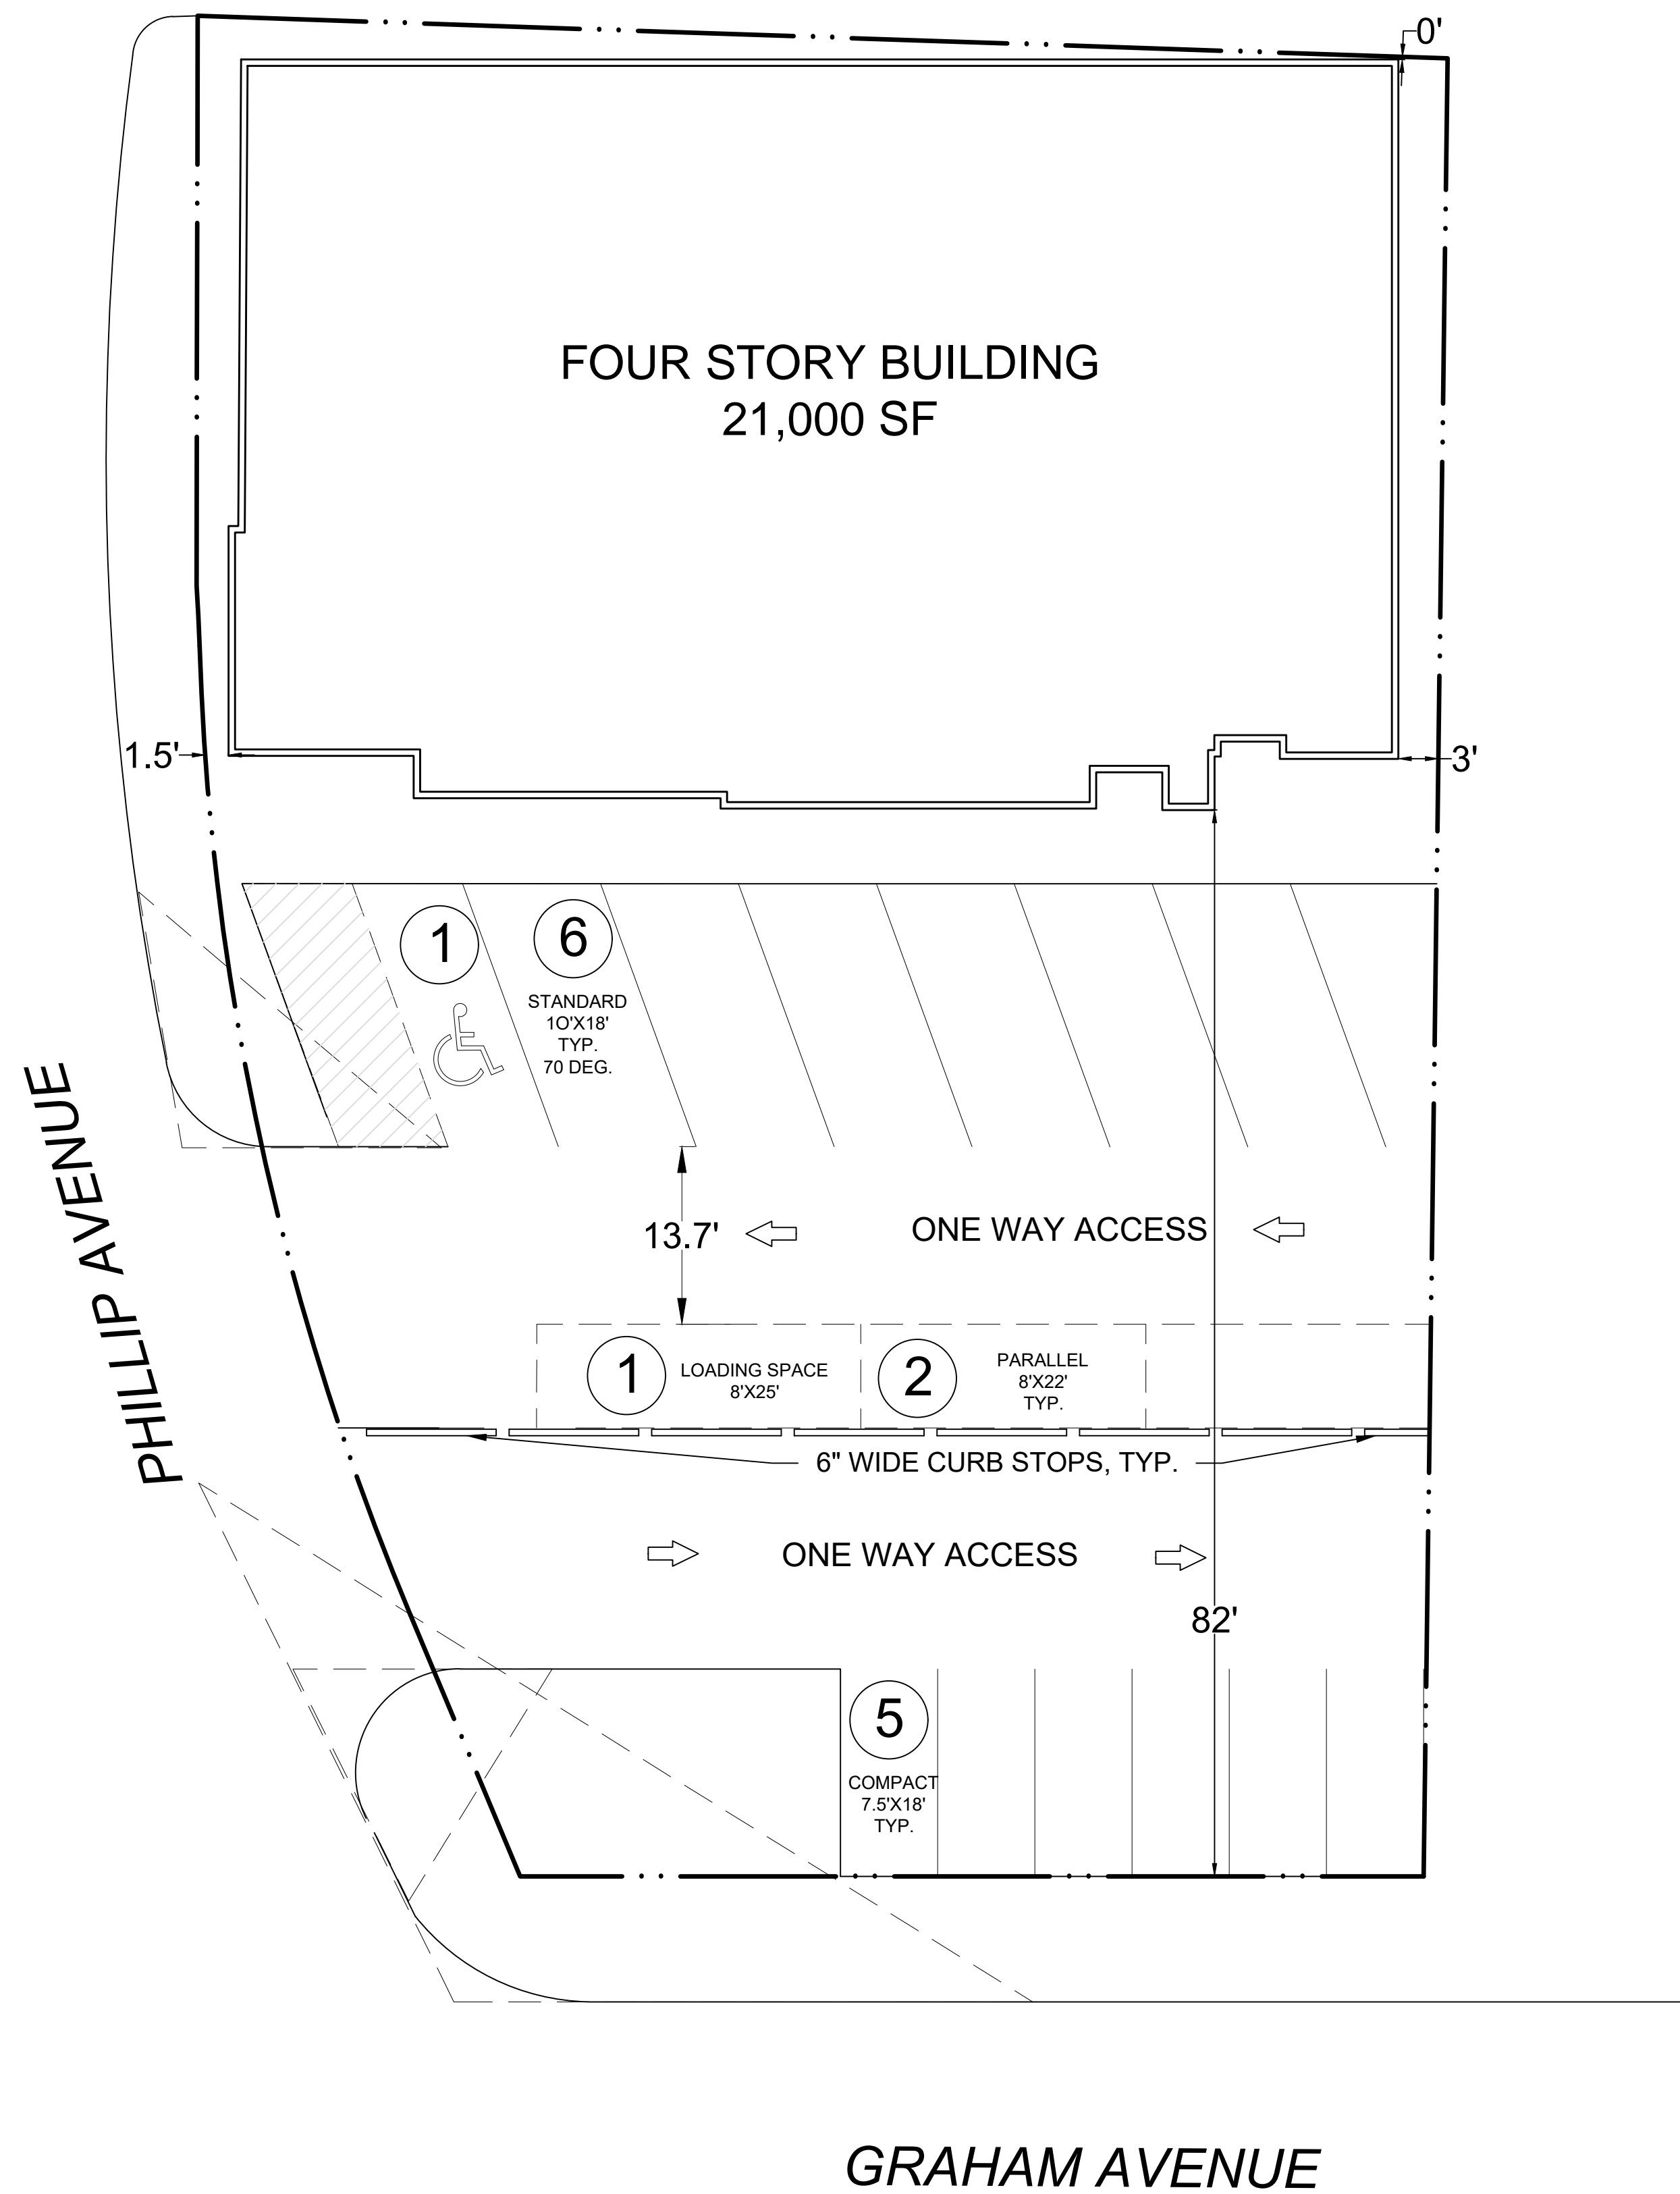 0'
FOUR STORY BUILDING
21,000 SF
1.5'
3'
1
6
STANDARD
1O'X18'
TYP.
70 DEG.
PHILLIP AVENUE
13.7'
ONE WAY ACCESS
1
LOADING SPACE
8'X25'
2
PARALLEL
8'X22'
TYP.
6" WIDE CURB STOPS, TYP.
ONE WAY ACCESS
82'
5
COMPACT
7.5'X18'
TYP.
GRAHAM AVENUE